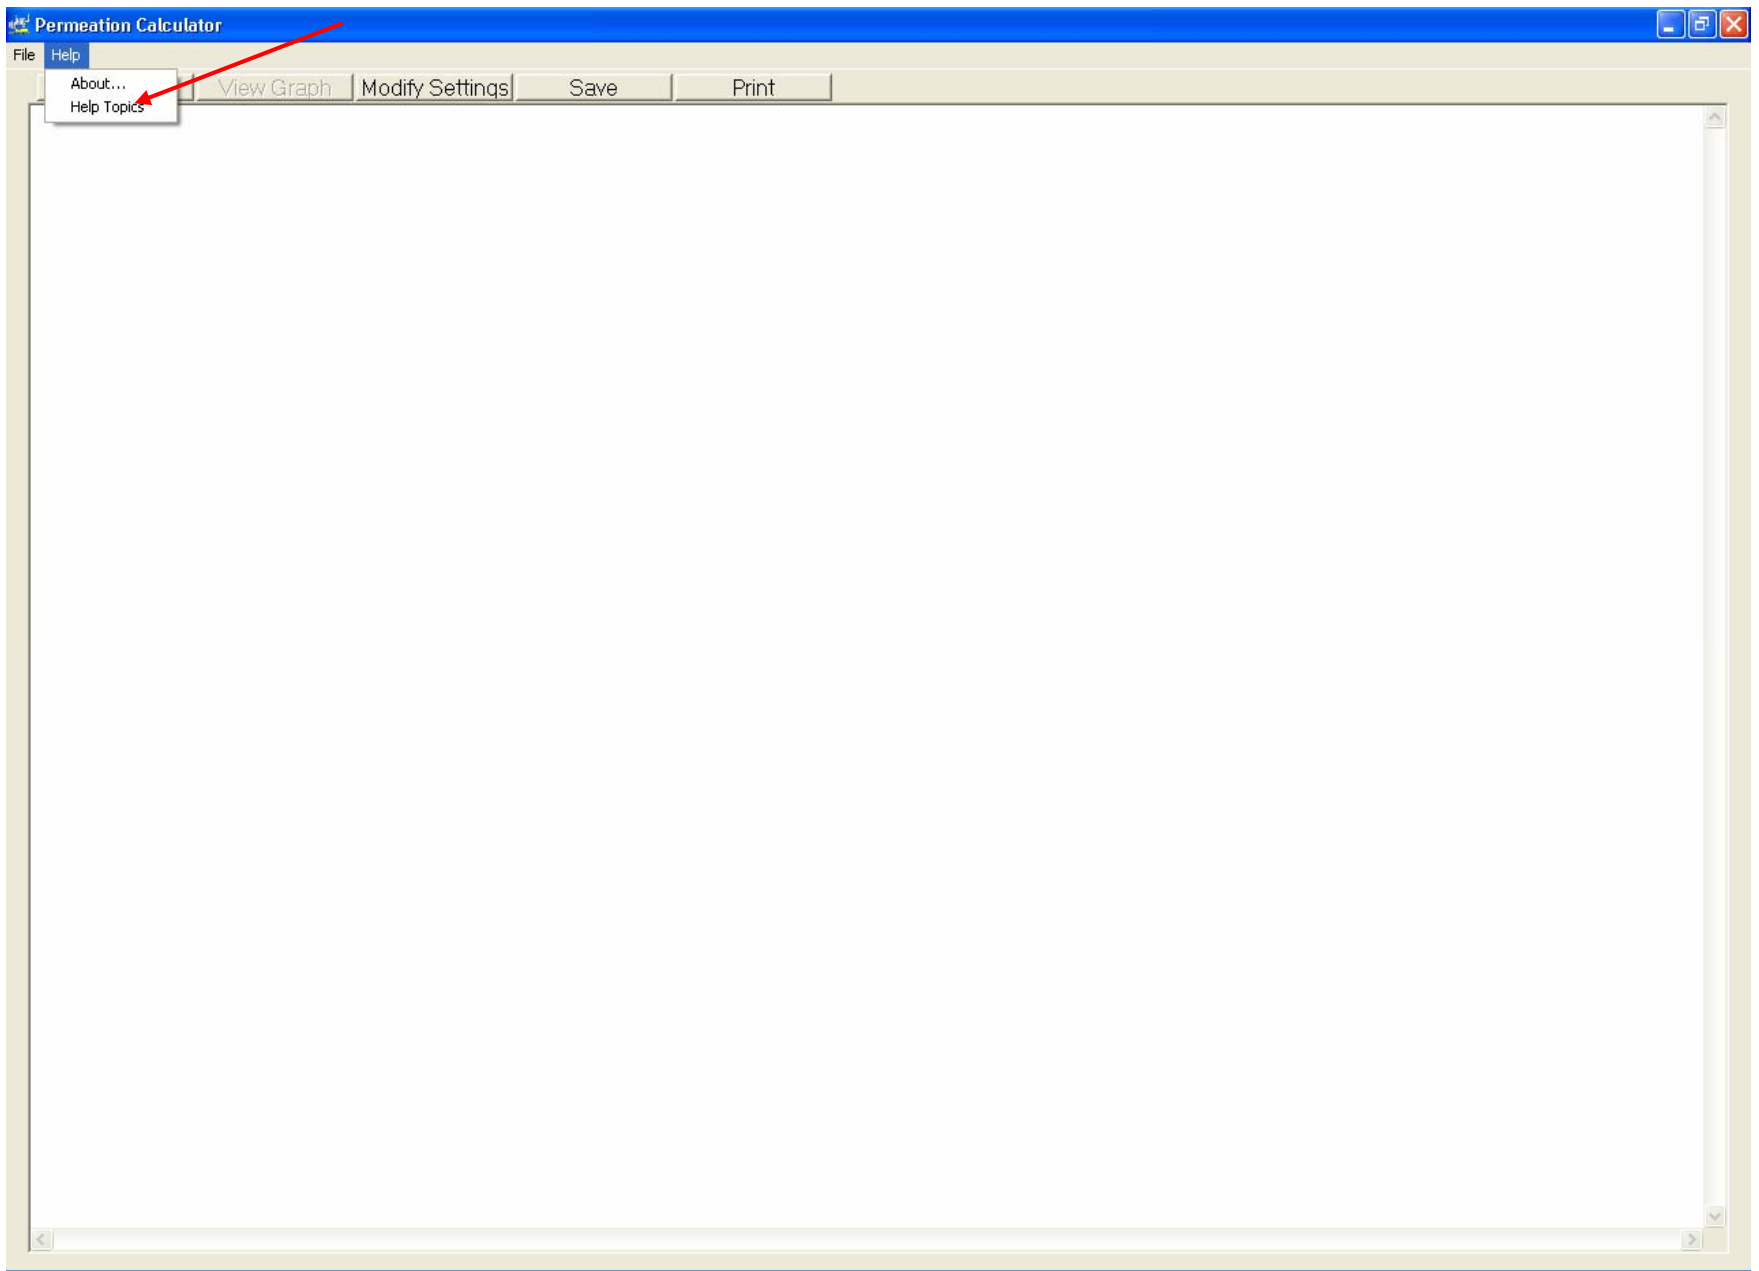 Permeation Calculator
File Help
About...
Help Topics
View Graph Modify Settings Save Print